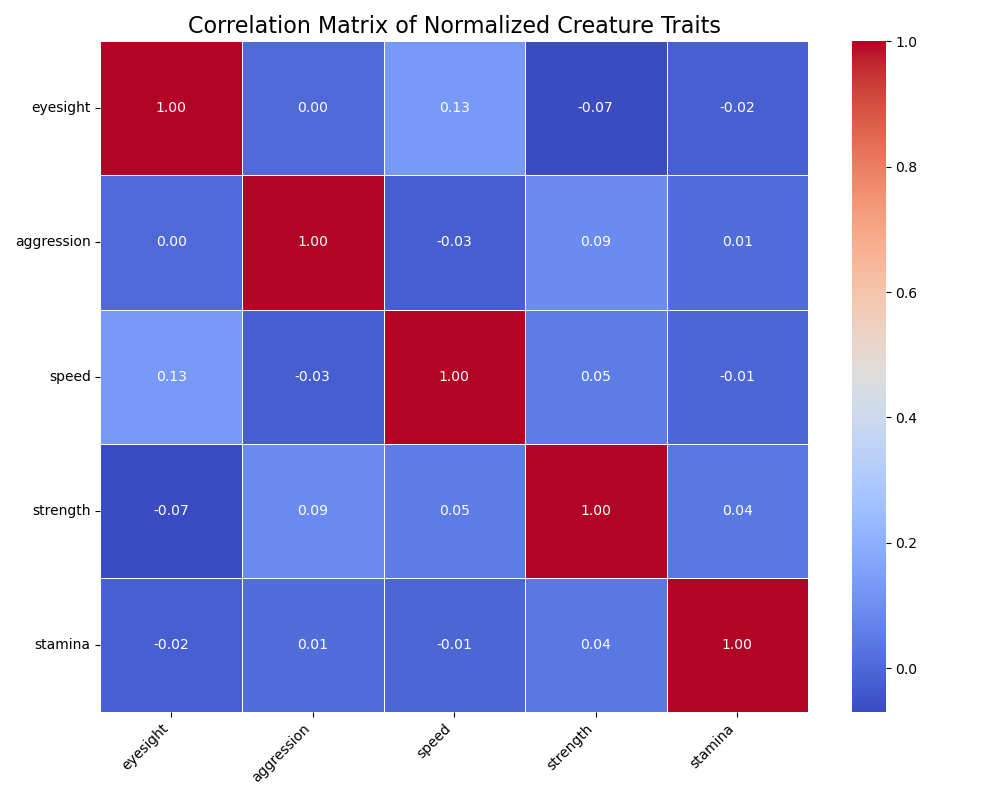 Correlation Matrix of Normalized Creature Traits
eyesight 1.00 0.00 0.13 -0.07 -0.02
aggression 0.00 1.00 -0.03 0.09 0.01
speed 0.13 -0.03 1.00 0.05 -0.01
strength -0.07 0.09 0.05 1.00 0.04
stamina -0.02 0.01 -0.01 0.04 1.00
eyesight aggression speed strength stamina
1.0
0.8
0.6
0.4
0.2
0.0